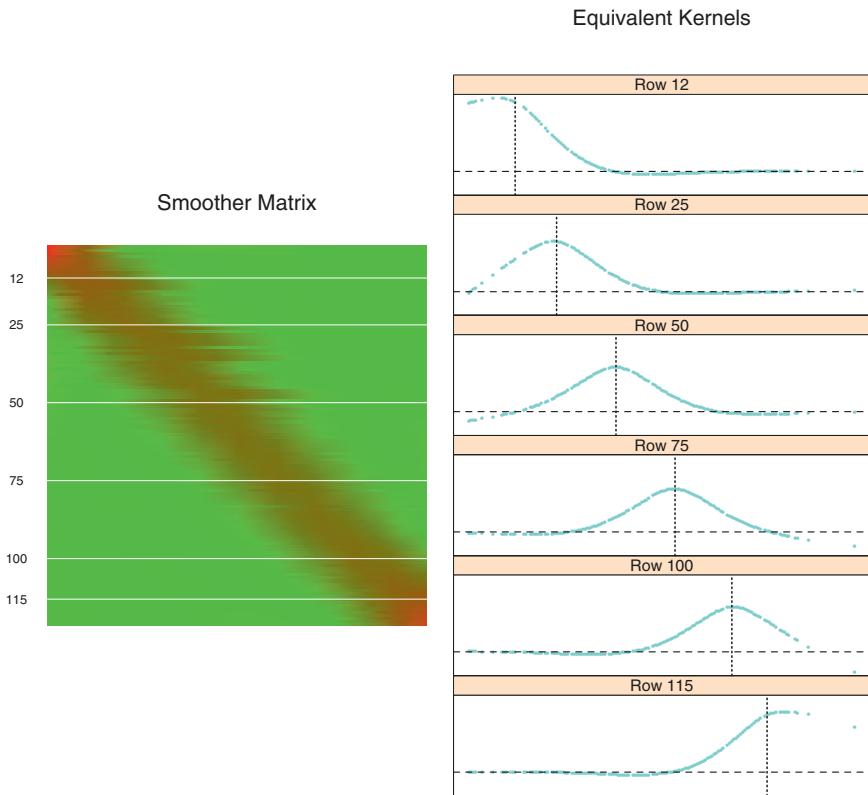 Equivalent Kernels
Row 12
Smoother Matrix
Row 25
12
25
Row 50
50
Row 75
75
100
Row 100
115
Row 115